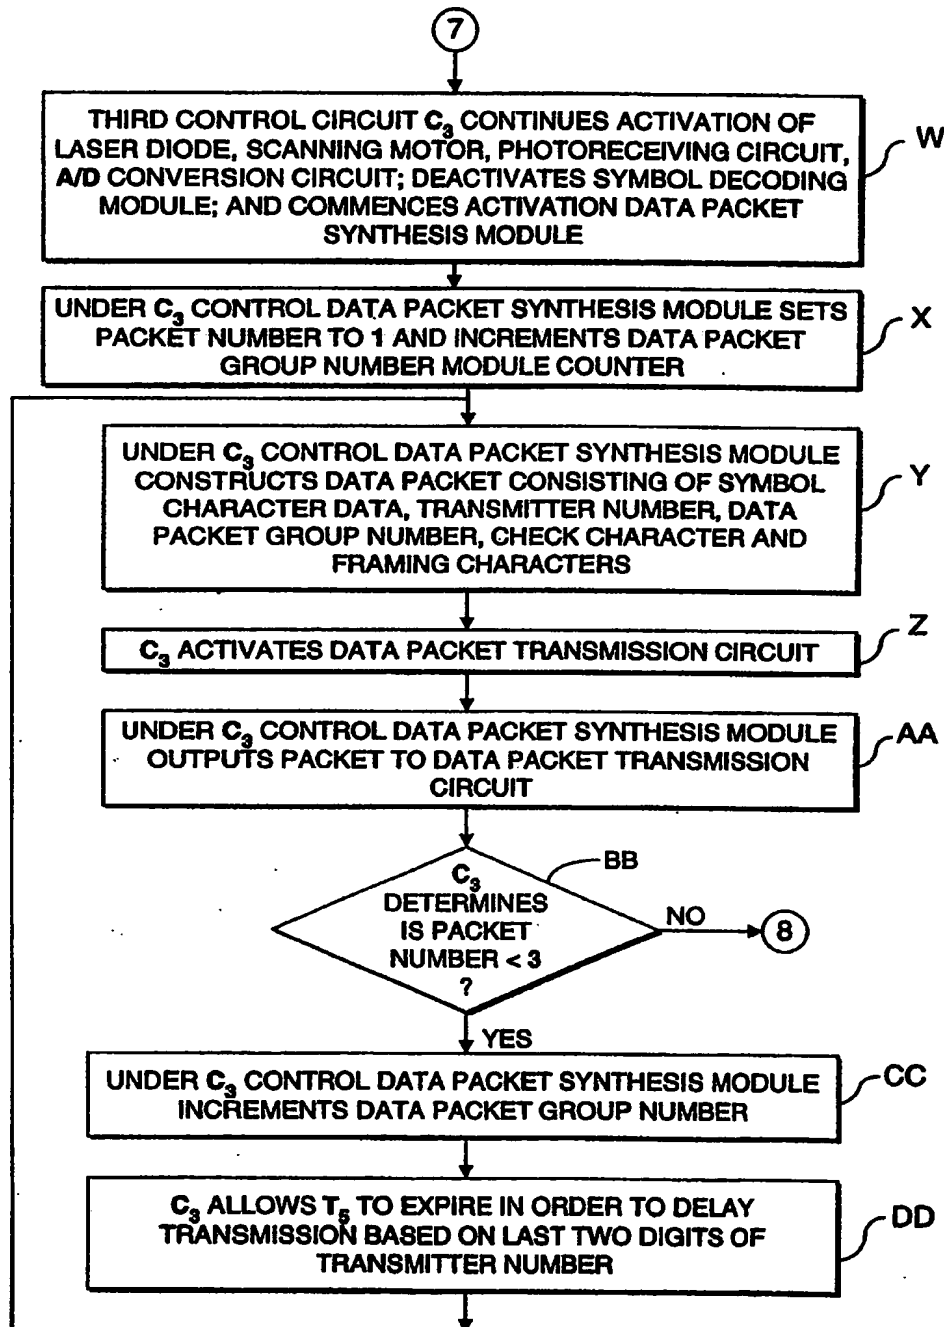 7
THIRD CONTROL CIRCUIT C3 CONTINUES ACTIVATION OF
LASER DIODE, SCANNING MOTOR, PHOTORECEIVING CIRCUIT,
A/D CONVERSION CIRCUIT; DEACTIVATES SYMBOL DECODING
MODULE; AND COMMENCES ACTIVATION DATA PACKET
SYNTHESIS MODULE
W
UNDER C3 CONTROL DATA PACKET SYNTHESIS MODULE SETS
PACKET NUMBER TO 1 AND INCREMENTS DATA PACKET
GROUP NUMBER MODULE COUNTER
X
UNDER C3 CONTROL DATA PACKET SYNTHESIS MODULE
CONSTRUCTS DATA PACKET CONSISTING OF SYMBOL
CHARACTER DATA, TRANSMITTER NUMBER, DATA
PACKET GROUP NUMBER, CHECK CHARACTER AND
FRAMING CHARACTERS
Y
C3 ACTIVATES DATA PACKET TRANSMISSION CIRCUIT
Z
UNDER C3 CONTROL DATA PACKET SYNTHESIS MODULE
OUTPUTS PACKET TO DATA PACKET TRANSMISSION
CIRCUIT
AA
C3
DETERMINES
IS PACKET
NUMBER < 3
?
BB
NO
8
YES
UNDER C3 CONTROL DATA PACKET SYNTHESIS MODULE
INCREMENTS DATA PACKET GROUP NUMBER
CC
C3 ALLOWS T5 TO EXPIRE IN ORDER TO DELAY
TRANSMISSION BASED ON LAST TWO DIGITS OF
TRANSMITTER NUMBER
DD